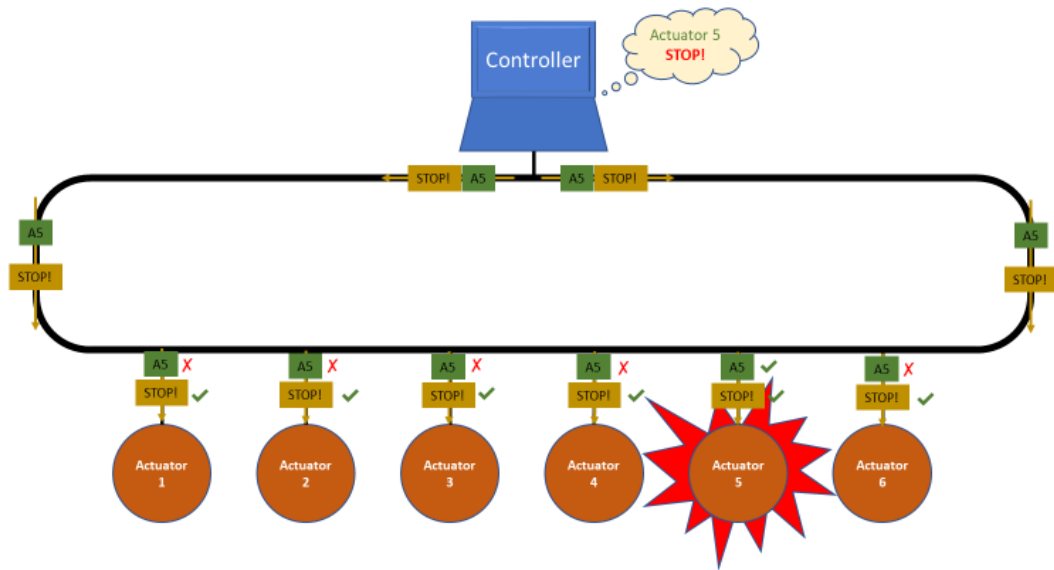 Controller
Actuator 5
STOP!
STOP! A5
A5 STOP!
A5
STOP!
A5
STOP!
A5 ✗
STOP! ✓
Actuator
1
A5 ✗
STOP! ✓
Actuator
2
A5 ✗
STOP! ✓
Actuator
3
A5 ✗
STOP! ✓
Actuator
4
A5 ✓
STOP! ✓
Actuator
5
A5 ✗
STOP! ✓
Actuator
6